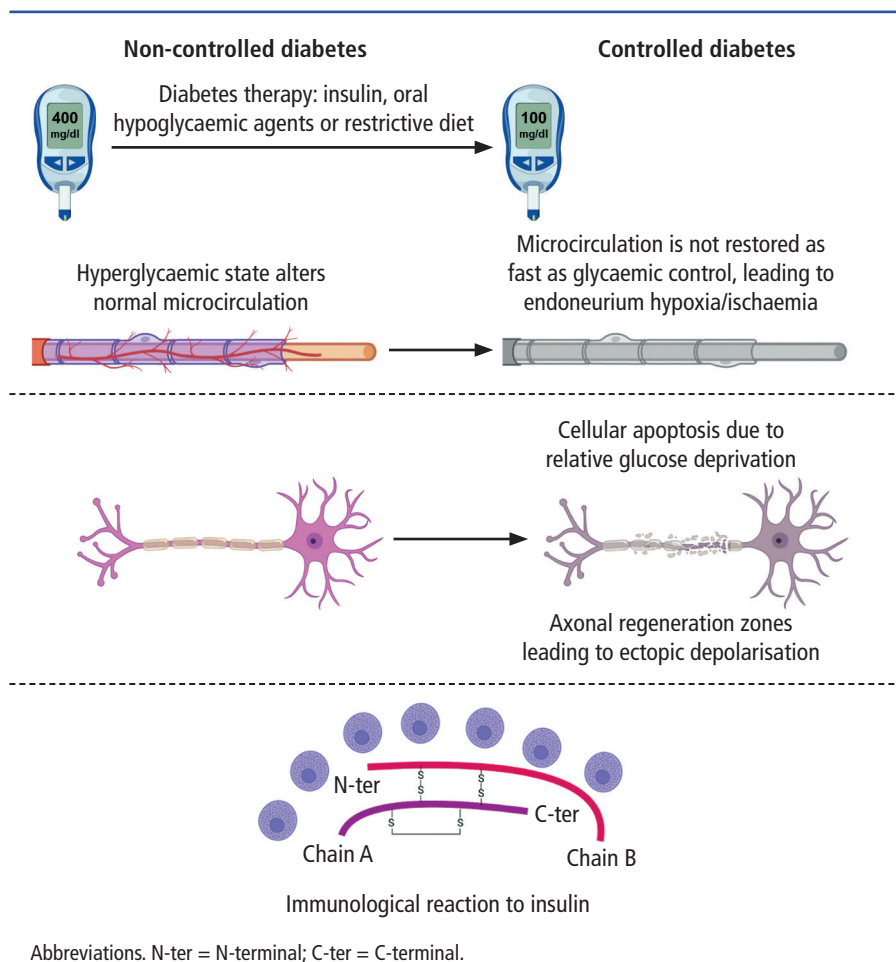 Non-controlled diabetes
Controlled diabetes
Diabetes therapy: insulin, oral
hypoglycaemic agents or restrictive diet
400
mg/dl
100
mg/dl
Hyperglycaemic state alters
normal microcirculation
Microcirculation is not restored as
fast as glycaemic control, leading to
endoneurium hypoxia/ischaemia
Cellular apoptosis due to
relative glucose deprivation
Axonal regeneration zones
leading to ectopic depolarisation
N-ter
S
S
S
S
S
S
C-ter
Chain A
Chain B
Immunological reaction to insulin
Abbreviations. N-ter = N-terminal; C-ter = C-terminal.